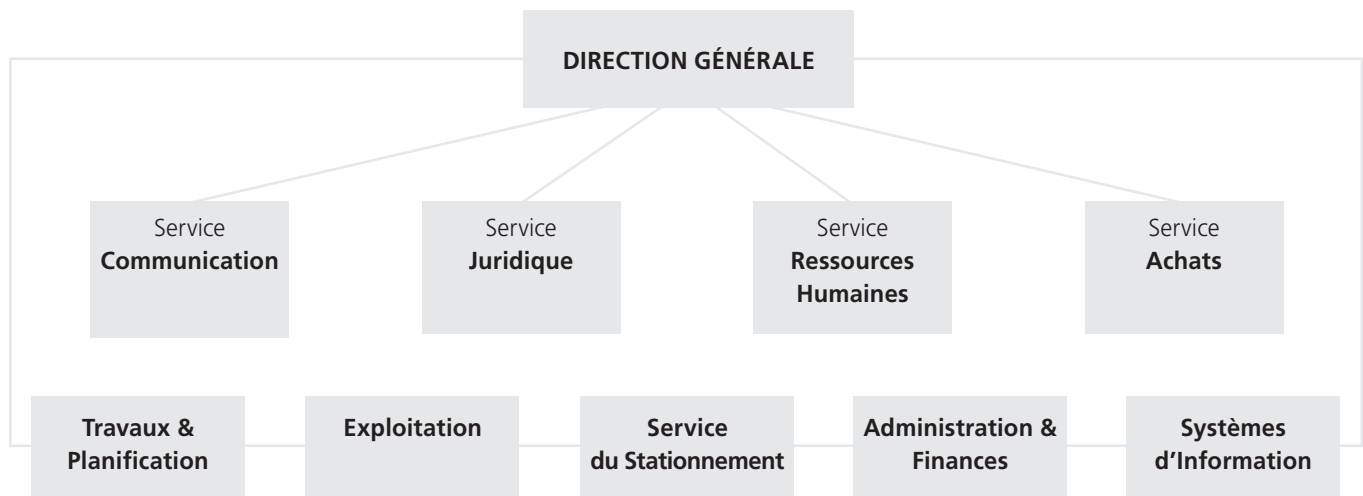 DIRECTION GÉNÉRALE
Service
Communication
Service
Juridique
Service
Ressources
Humaines
Service
Achats
Travaux &
Planification
Exploitation
Service
du Stationnement
Administration &
Finances
Systèmes
d’Information